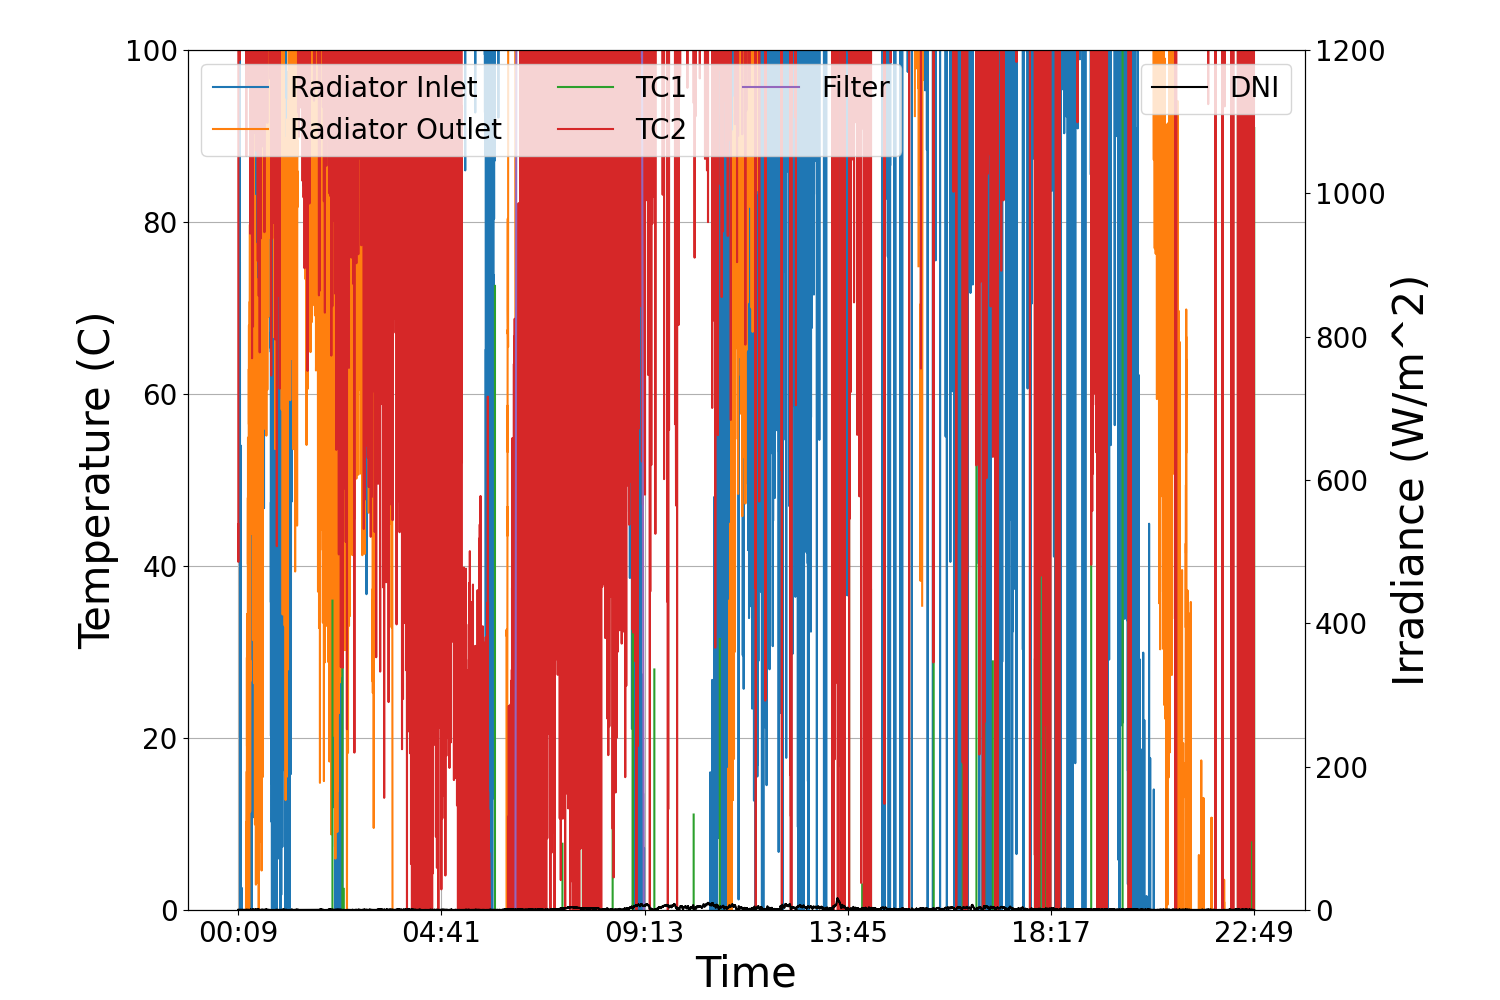 Radiator Inlet
Radiator Outlet
TC1
TC2
Filter
DNI
Temperature (C)
100
80
60
40
20
0
Irradiance (W/m^2)
1200
1000
800
600
400
200
0
00:09 04:41 09:13 13:45 18:17 22:49
Time